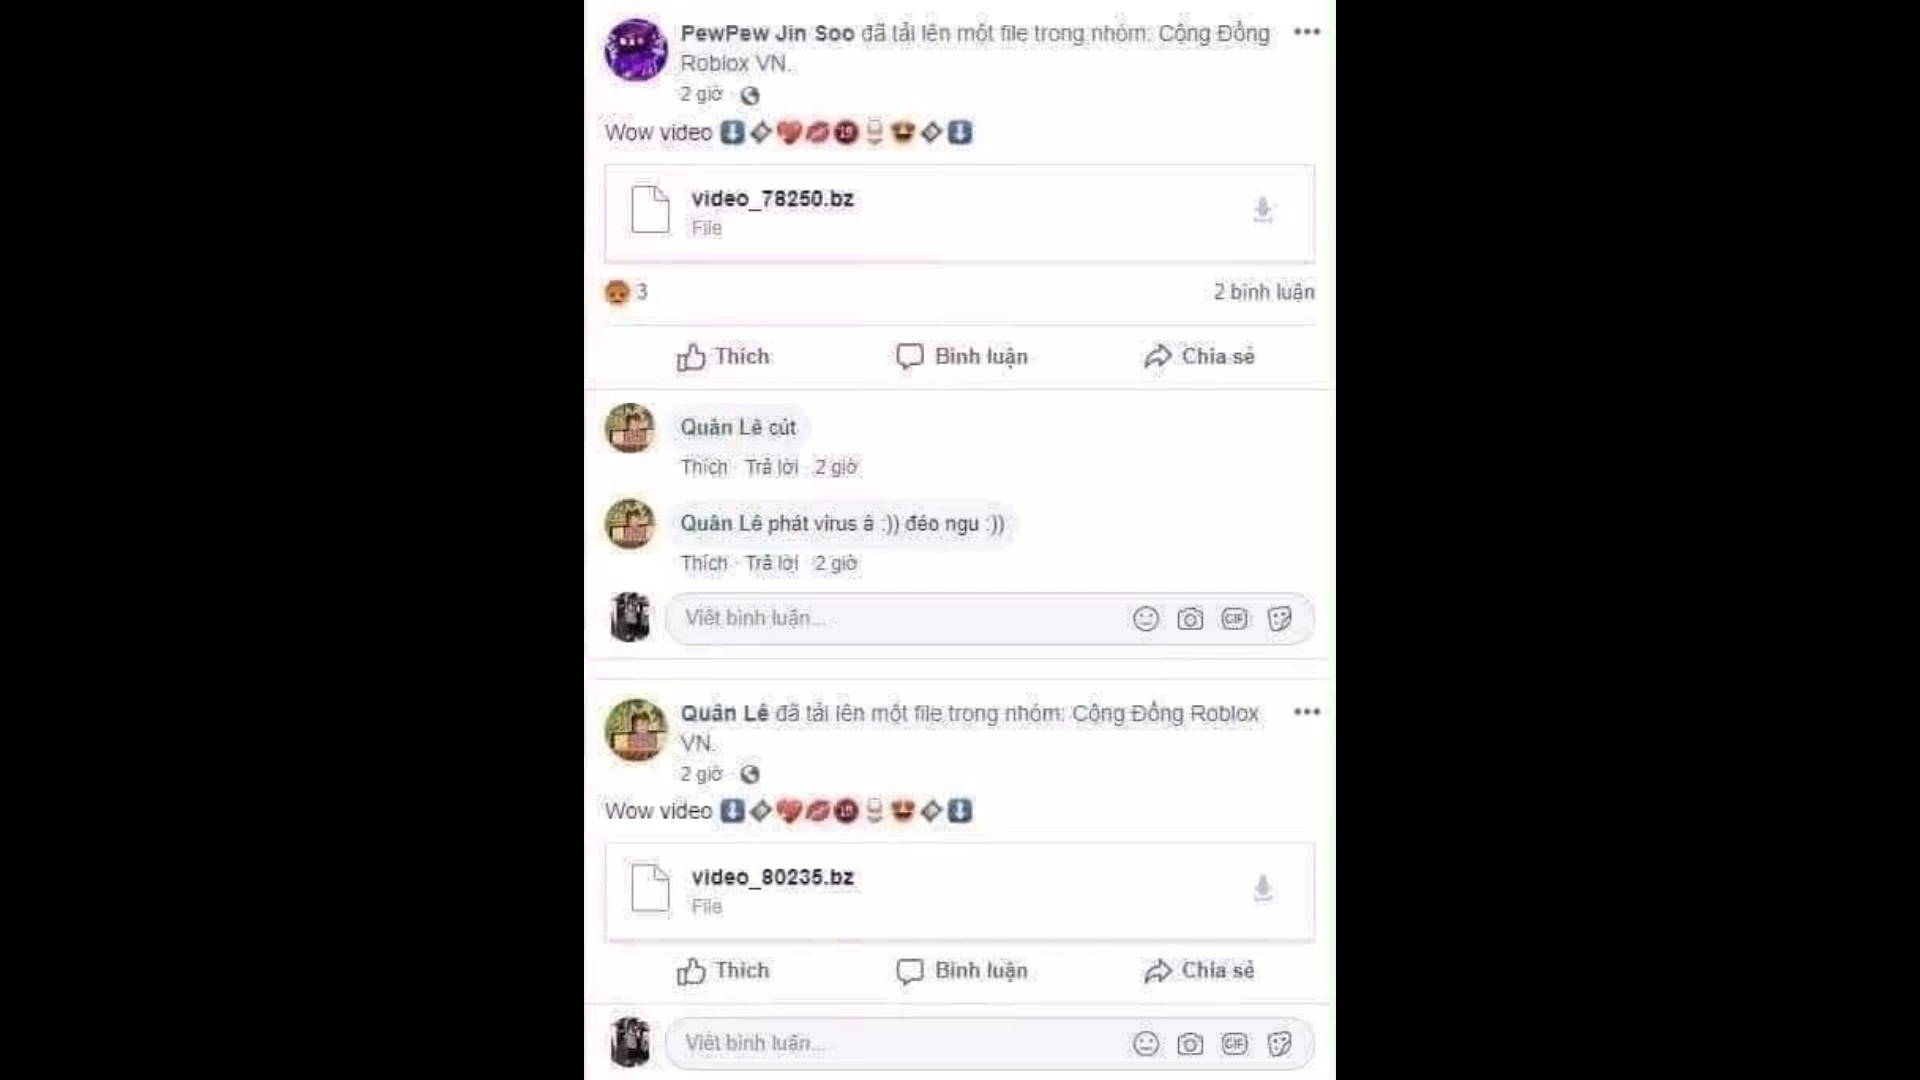 PewPew Jin Soo đã tải lên một file trong nhóm: Cộng Đồng
Roblox VN.
2 giờ ·
Wow video ⬇️💖💋🔞👙😍⬇️
video_78250.bz
File
3
2 bình luận
Thích
Bình luận
Chia sẻ
Quân Lê cút
Thích · Trả lời · 2 giờ
Quân Lê phát virus à :)) đéo ngu :))
Thích · Trả lời · 2 giờ
Viết bình luận...
GIF
Quân Lê đã tải lên một file trong nhóm: Cộng Đồng Roblox
VN.
2 giờ ·
Wow video ⬇️💖💋🔞👙😍⬇️
video_80235.bz
File
Thích
Bình luận
Chia sẻ
Viết bình luận...
GIF